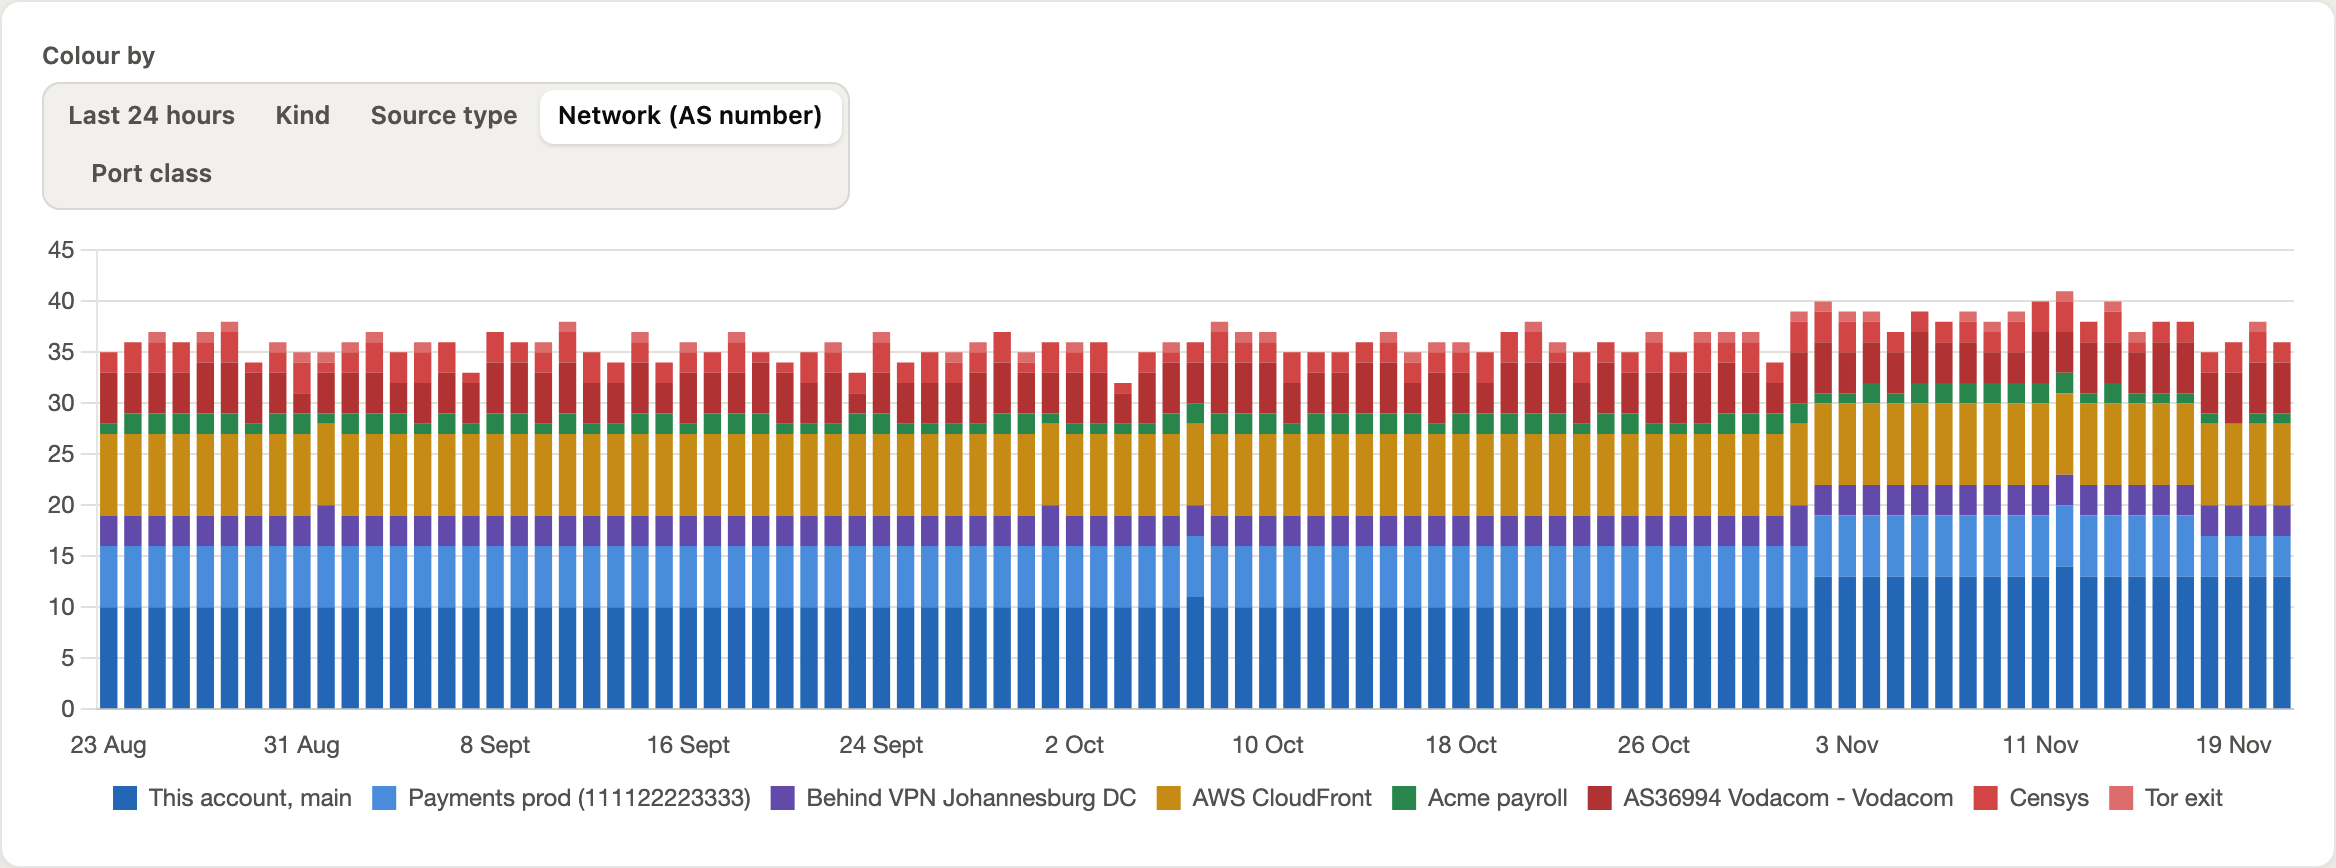 Colour by
Last 24 hours Kind Source type Network (AS number)
Port class
45
40
35
30
25
20
15
10
5
0
23 Aug 31 Aug 8 Sept 16 Sept 24 Sept 2 Oct 10 Oct 18 Oct 26 Oct 3 Nov 11 Nov 19 Nov
This account, main Payments prod (111122223333) Behind VPN Johannesburg DC AWS CloudFront Acme payroll AS36994 Vodacom - Vodacom Censys Tor exit